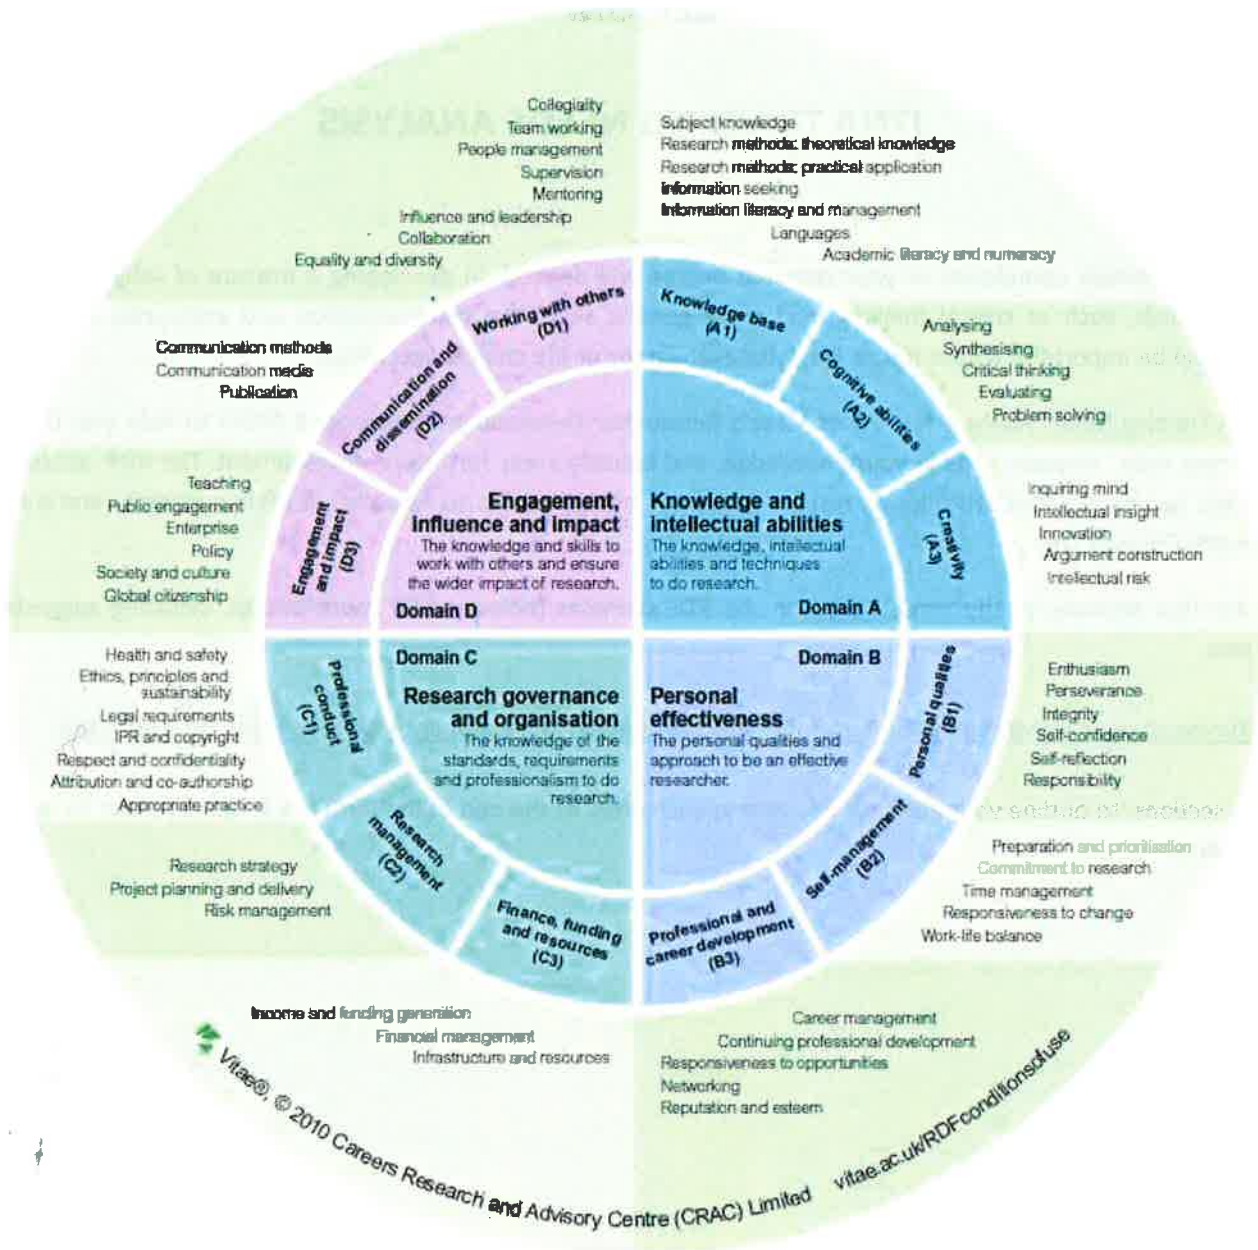 Collegiality
Team working
People management
Supervision
Mentoring
Influence and leadership
Collaboration
Equality and diversity
Subject knowledge
Research methods: theoretical knowledge
Research methods: practical application
Information seeking
Information literacy and management
Languages
Academic literacy and numeracy
Working with others
(D1)
Knowledge base
(A1)
Communication methods
Communication media
Publication
Communication and
dissemination
(D2)
Cognitive abilities
(A2)
Analysing
Synthesising
Critical thinking
Evaluating
Problem solving
Teaching
Public engagement
Enterprise
Policy
Society and culture
Global citizenship
Engagement
and impact
(D3)
Engagement,
influence and impact
The knowledge and skills to
work with others and ensure
the wider impact of research.
Domain D
Knowledge and
intellectual abilities
The knowledge, intellectual
abilities and techniques
to do research.
Domain A
Creativity
(A3)
Inquiring mind
Intellectual insight
Innovation
Argument construction
Intellectual risk
Health and safety
Ethics, principles and
sustainability
Legal requirements
IPR and copyright
Respect and confidentiality
Attribution and co-authorship
Appropriate practice
Professional
conduct
(C1)
Domain C
Research governance
and organisation
The knowledge of the
standards, requirements
and professionalism to do
research.
Domain B
Personal
effectiveness
The personal qualities and
approach to be an effective
researcher.
Personal qualities
(B1)
Enthusiasm
Perseverance
Integrity
Self-confidence
Self-reflection
Responsibility
Research strategy
Project planning and delivery
Risk management
Research
management
(C2)
Self-management
(B2)
Preparation and prioritisation
Commitment to research
Time management
Responsiveness to change
Work-life balance
Finance, funding
and resources
(C3)
Professional and
career development
(B3)
Income and funding generation
Financial management
Infrastructure and resources
Career management
Continuing professional development
Responsiveness to opportunities
Networking
Reputation and esteem
Vitae®, © 2010 Careers Research and Advisory Centre (CRAC) Limited vitae.ac.uk/RDFconditionsofuse